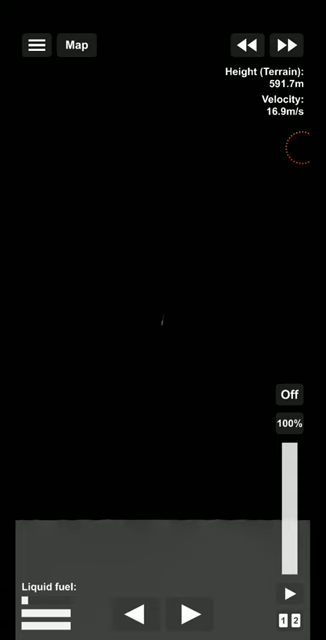 Map
Height (Terrain):
591.7m
Velocity:
16.9m/s
Off
100%
Liquid fuel:
1 2